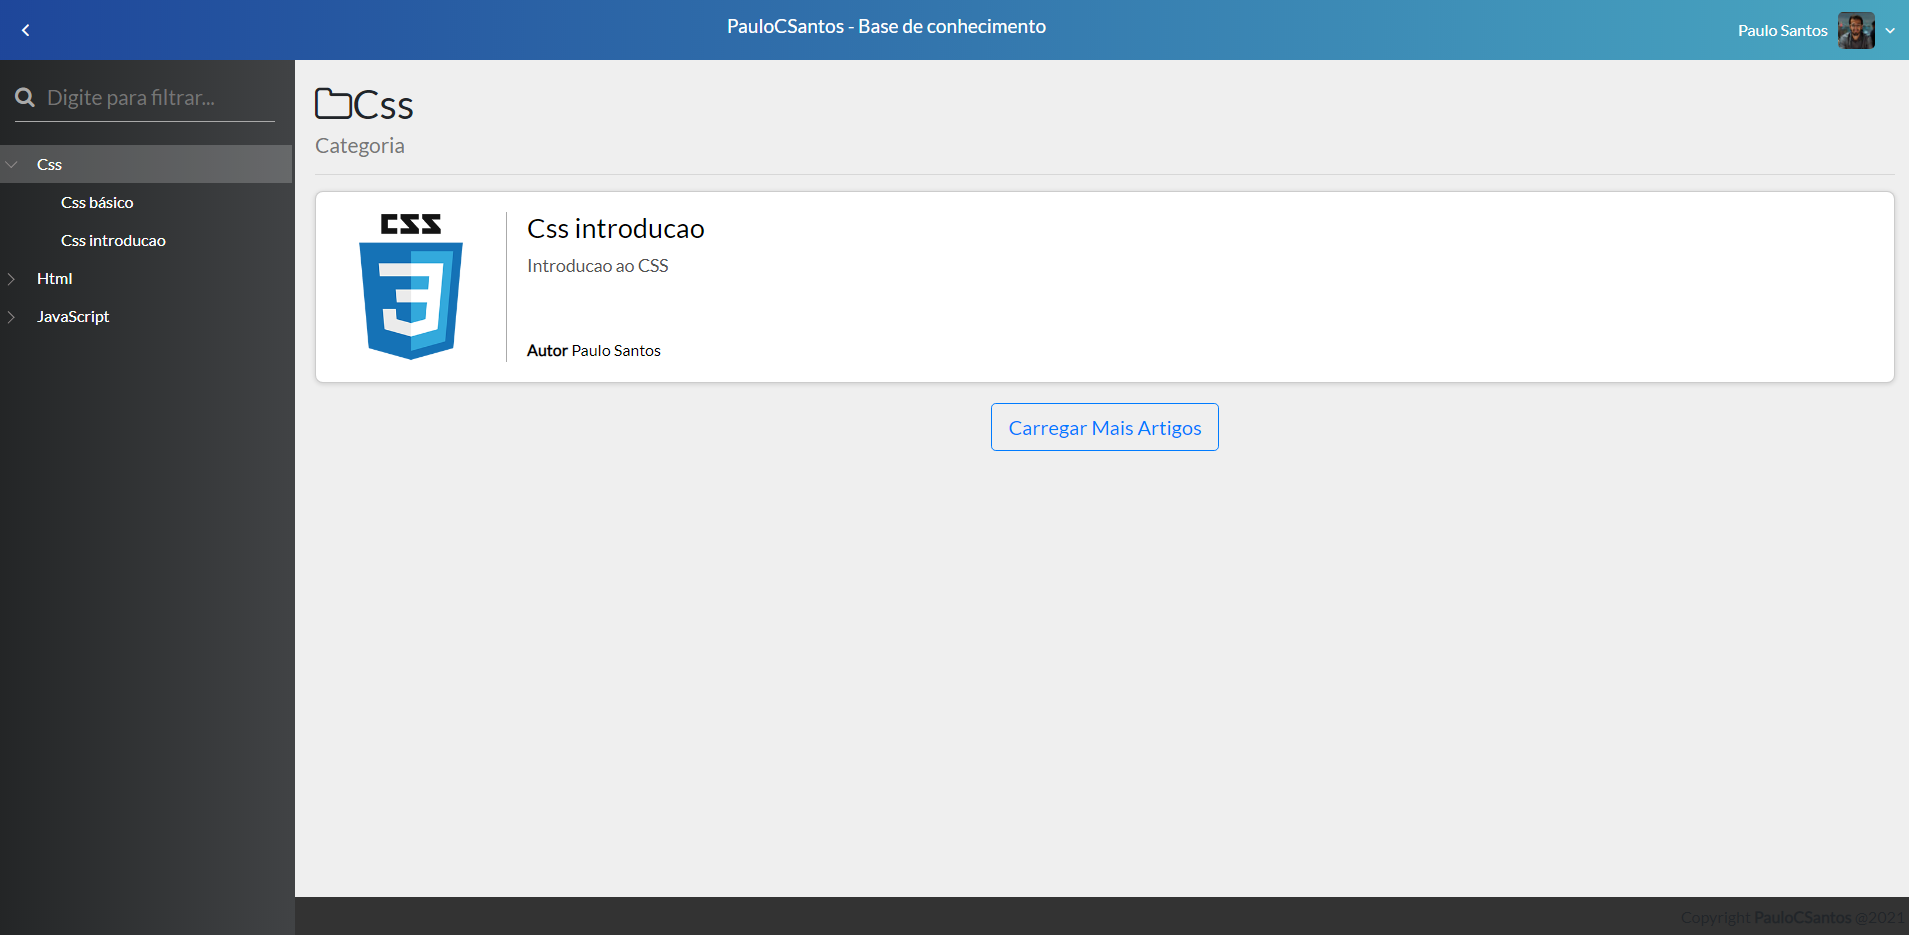 PauloCSantos - Base de conhecimento
Paulo Santos
Digite para filtrar...
Css
Css básico
Css introducao
Html
JavaScript
Css
Categoria
CSS
Css introducao
Introducao ao CSS
Autor Paulo Santos
Carregar Mais Artigos
Copyright PauloCSantos @2021